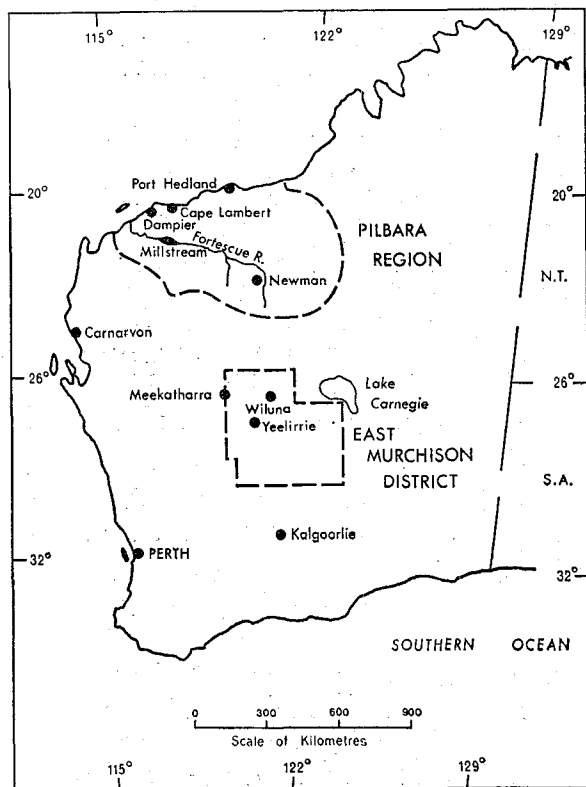 115°
122°
129°
Port Hedland
20°
20°
Cape Lambert
Dampier
Fortescue R.
PILBARA
REGION
Millstream
Newman
N.T.
Carnarvon
26°
26°
Meekatharra
Lake
Carnegie
Wiluna
Yeelirrie
EAST
MURCHISON
DISTRICT
S.A.
Kalgoorlie
PERTH
32°
32°
SOUTHERN OCEAN
0 300 600 900
Scale of Kilometres
115°
122°
129°